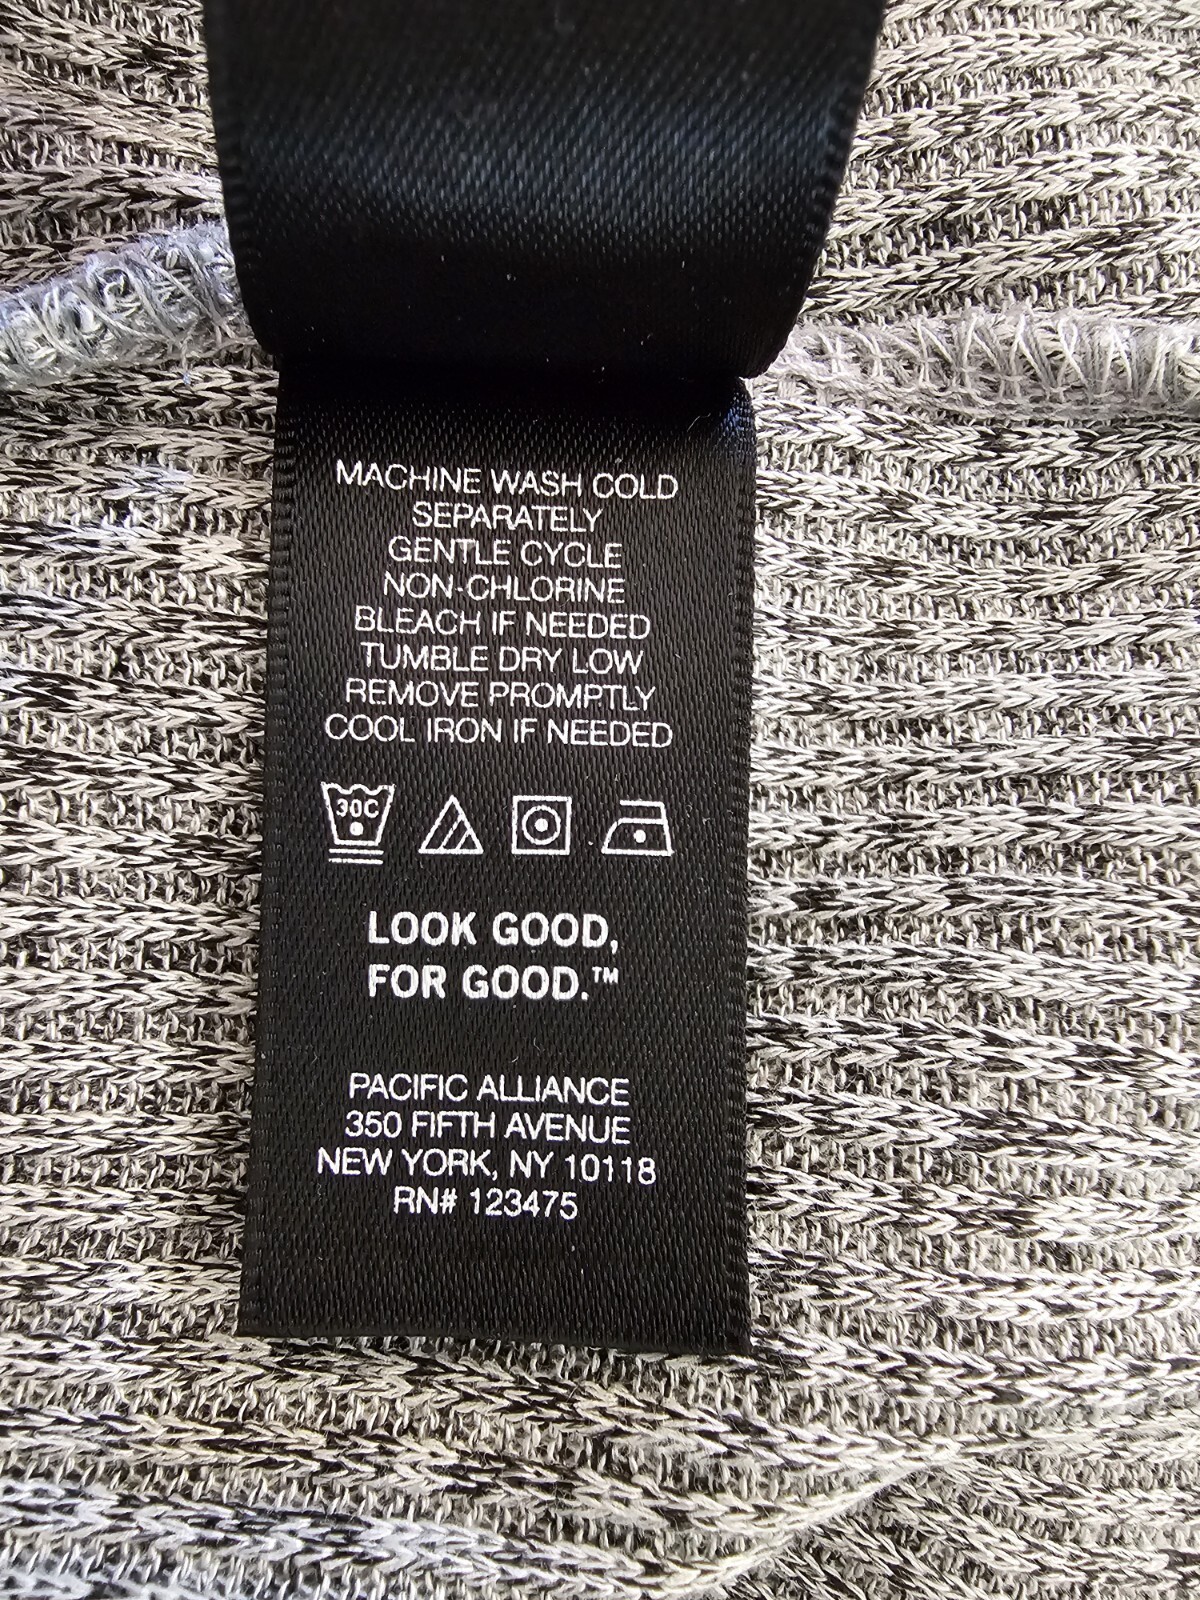 MACHINE WASH COLD
SEPARATELY
GENTLE CYCLE
NON-CHLORINE
BLEACH IF NEEDED
TUMBLE DRY LOW
REMOVE PROMPTLY
COOL IRON IF NEEDED
30C
LOOK GOOD,
FOR GOOD.™
PACIFIC ALLIANCE
350 FIFTH AVENUE
NEW YORK, NY 10118
RN# 123475